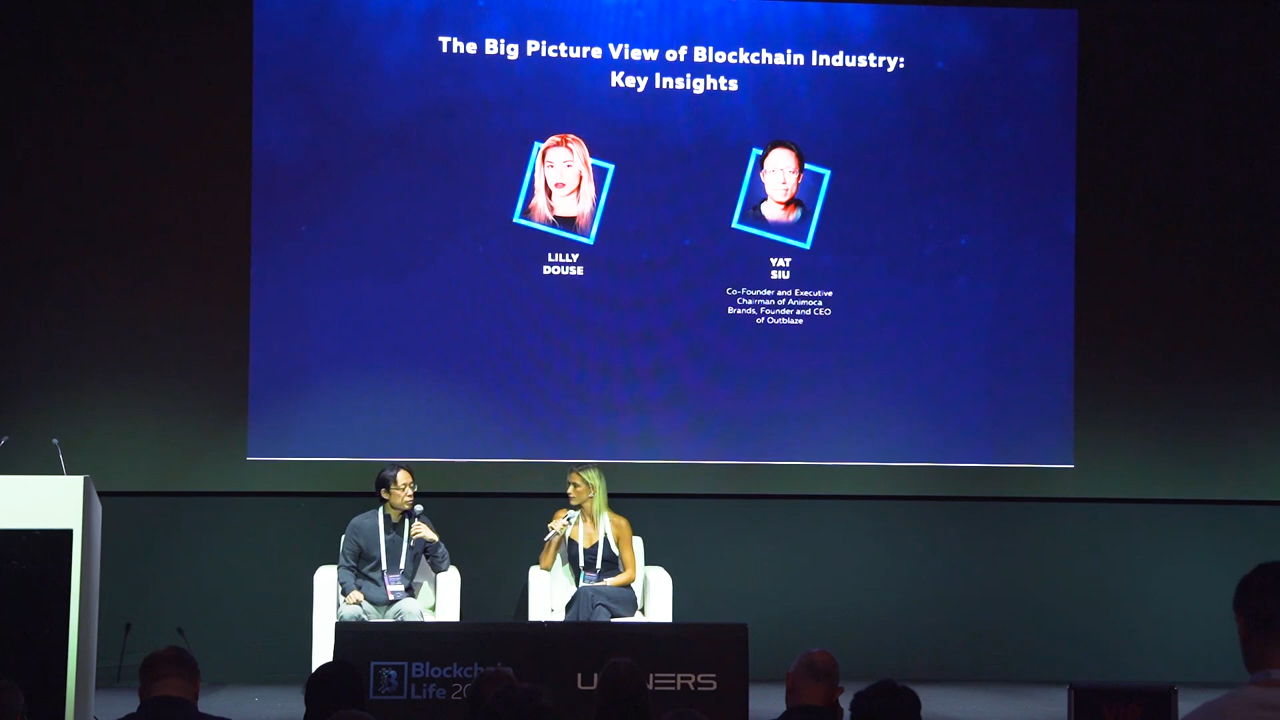 The Big Picture View of Blockchain Industry:
Key Insights
LILLY
DOUSE
YAT
SIU
Co-Founder and Executive
Chairman of Animoca
Brands, Founder and CEO
of Outblaze
Blockchain
Life